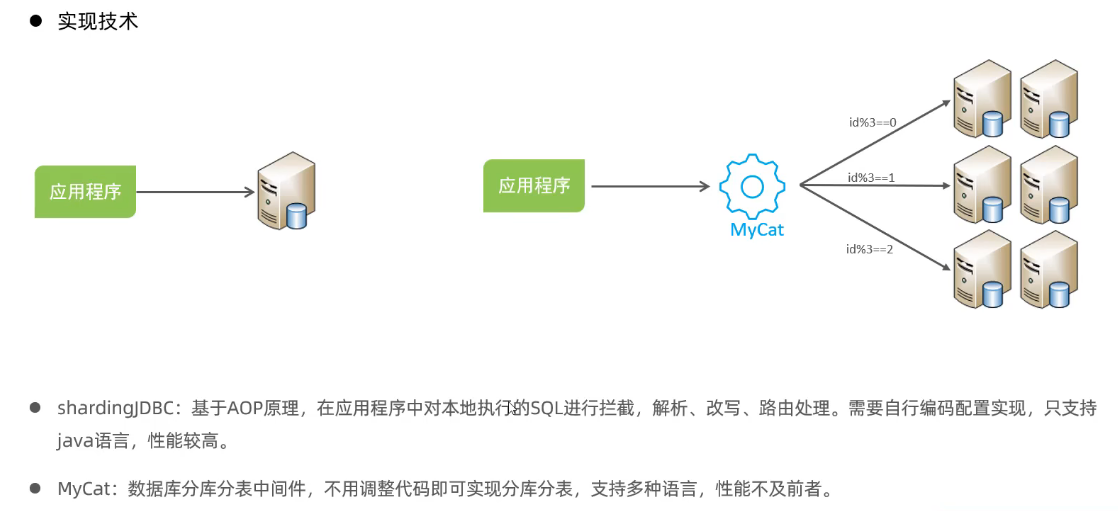 实现技术
应用程序
应用程序
MyCat
id%3==0
id%3==1
id%3==2
shardingJDBC：基于AOP原理，在应用程序中对本地执行的SQL进行拦截，解析、改写、路由处理。需要自行编码配置实现，只支持
java语言，性能较高。
MyCat：数据库分库分表中间件，不用调整代码即可实现分库分表，支持多种语言，性能不及前者。